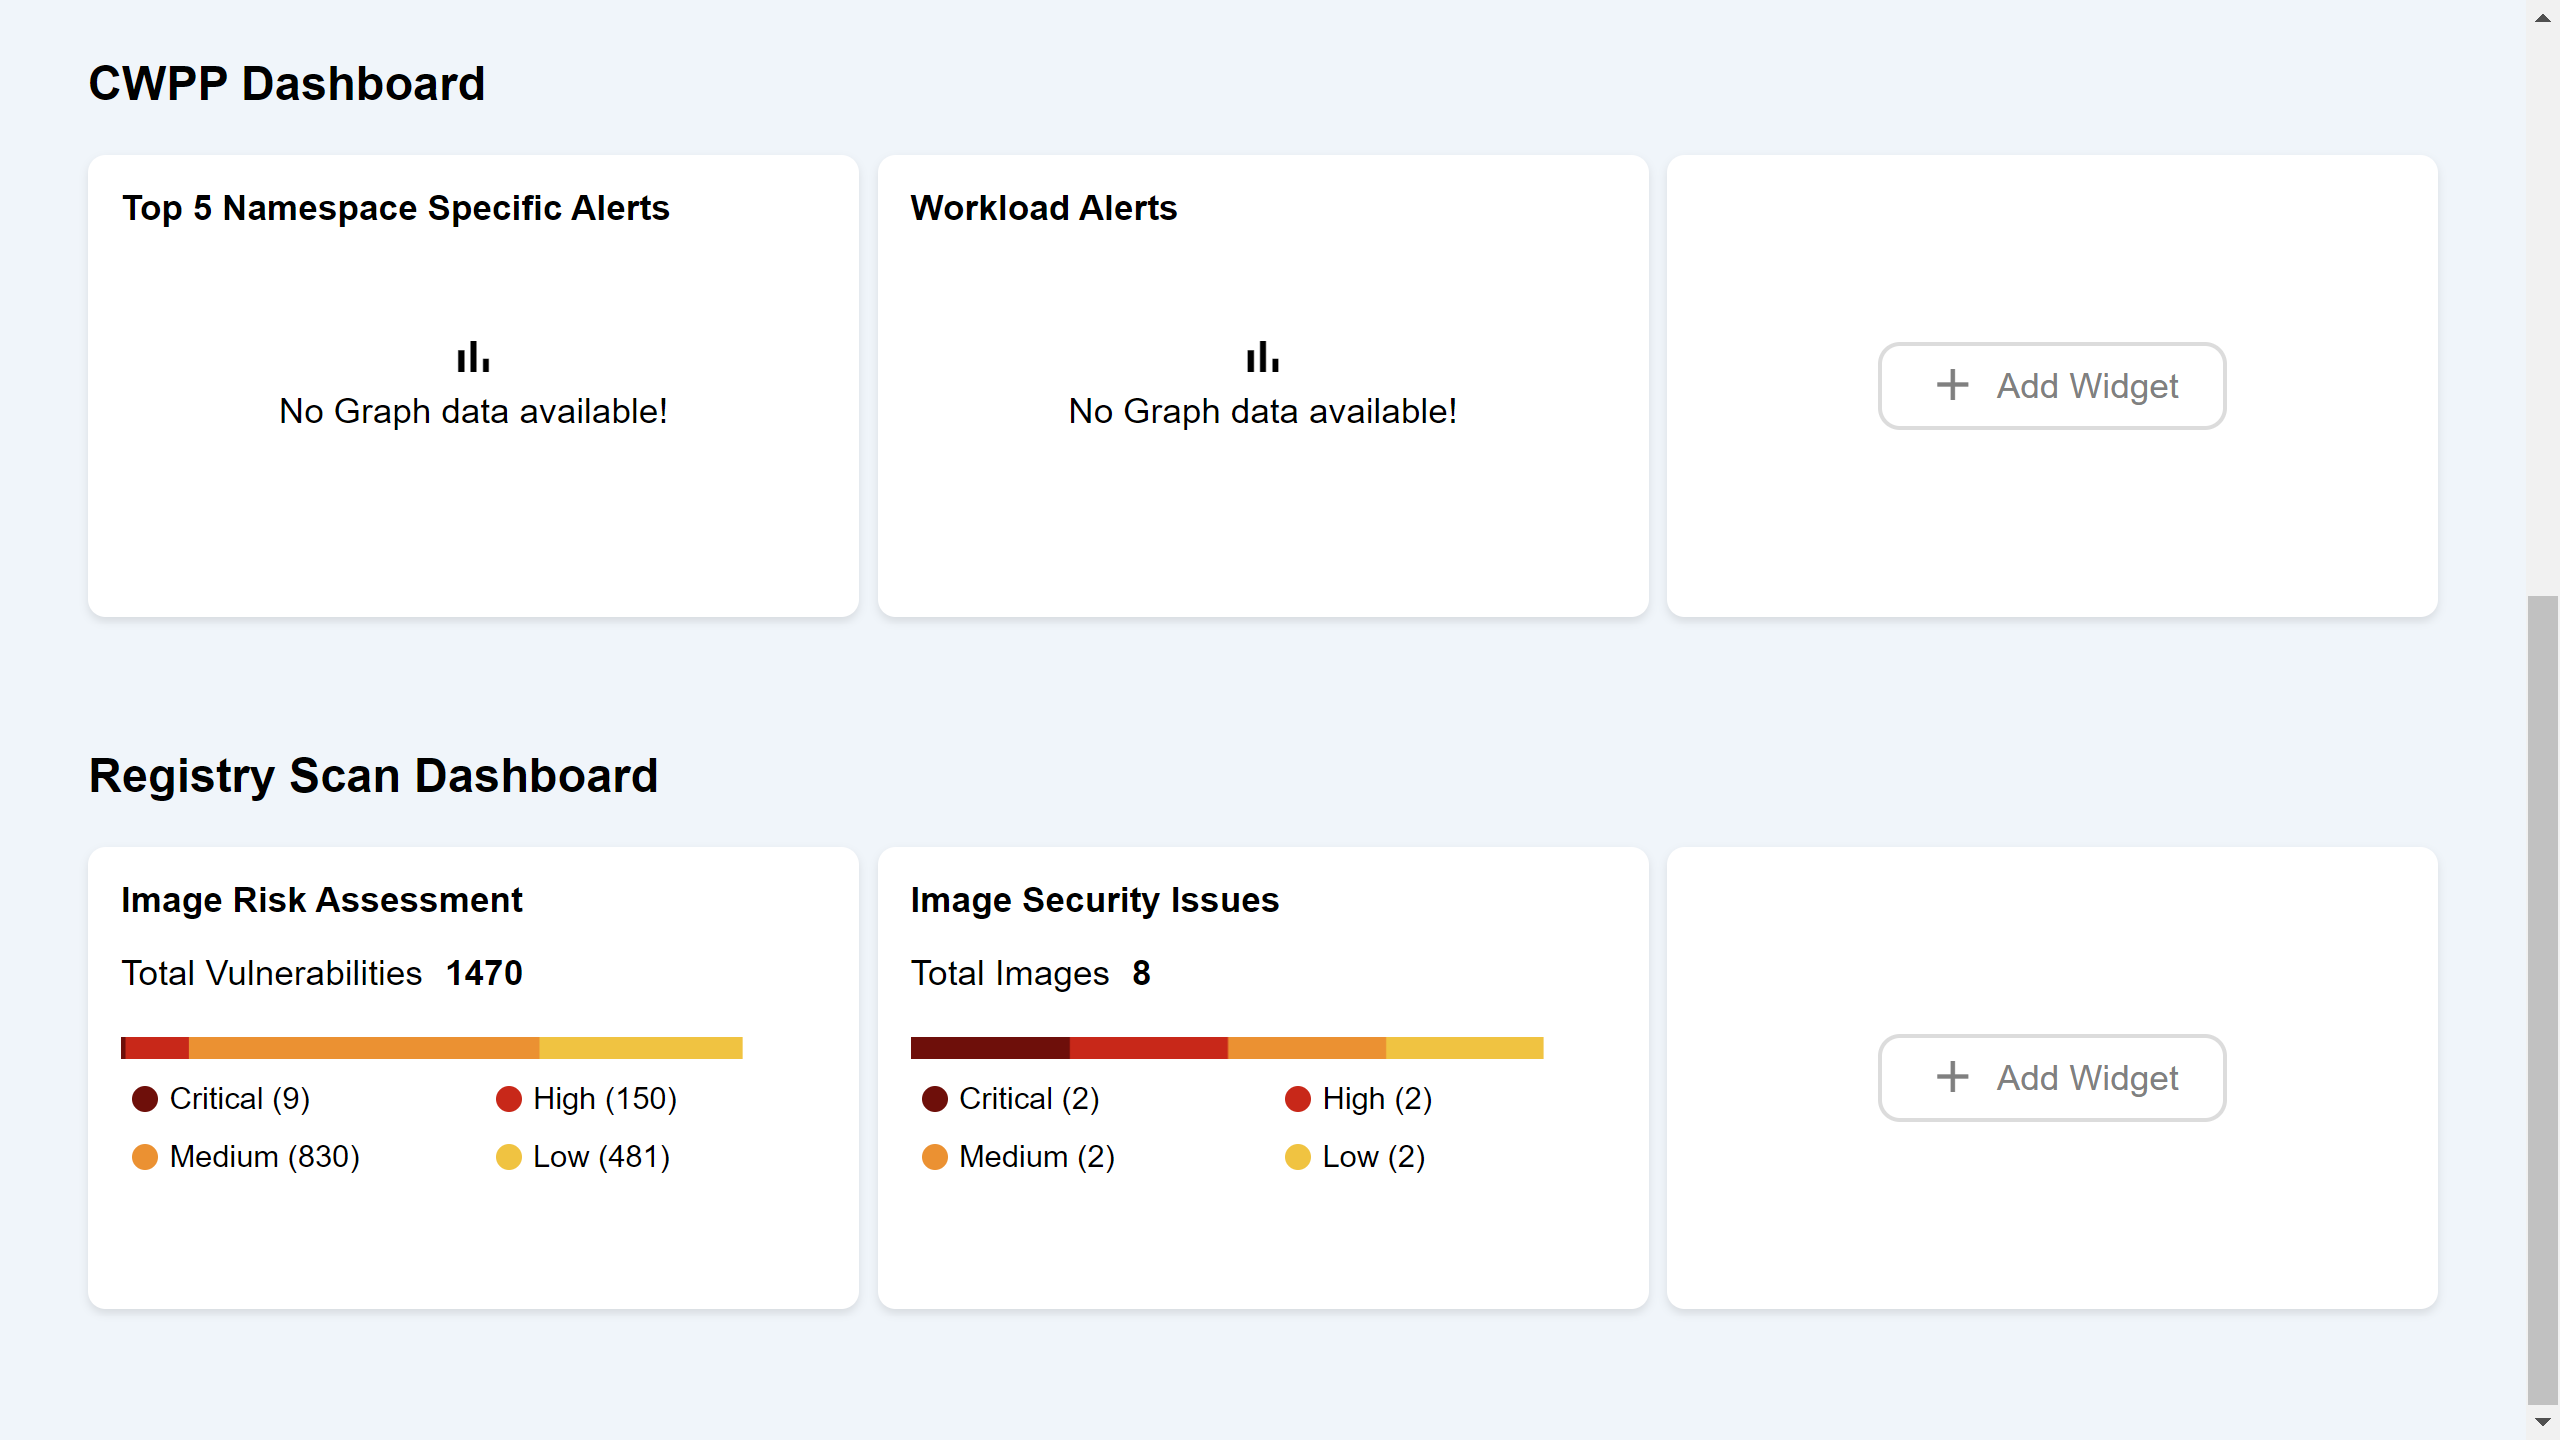 CWPP Dashboard
Top 5 Namespace Specific Alerts
No Graph data available!
Workload Alerts
No Graph data available!
Add Widget
Registry Scan Dashboard
Image Risk Assessment
Total Vulnerabilities 1470
Critical (9) High (150)
Medium (830) Low (481)
Image Security Issues
Total Images 8
Critical (2) High (2)
Medium (2) Low (2)
Add Widget